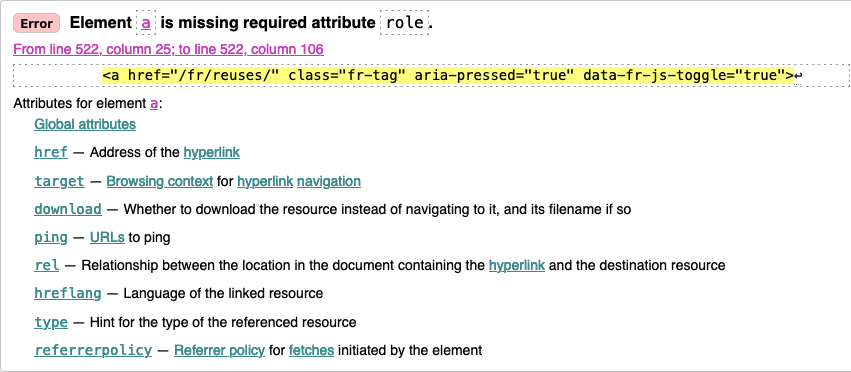 Error Element a is missing required attribute role.
From line 522, column 25; to line 522, column 106
<a href="/fr/reuses/" class="fr-tag" aria-pressed="true" data-fr-js-toggle="true">↩
Attributes for element a:
Global attributes
href — Address of the hyperlink
target — Browsing context for hyperlink navigation
download — Whether to download the resource instead of navigating to it, and its filename if so
ping — URLs to ping
rel — Relationship between the location in the document containing the hyperlink and the destination resource
hreflang — Language of the linked resource
type — Hint for the type of the referenced resource
referrerpolicy — Referrer policy for fetches initiated by the element